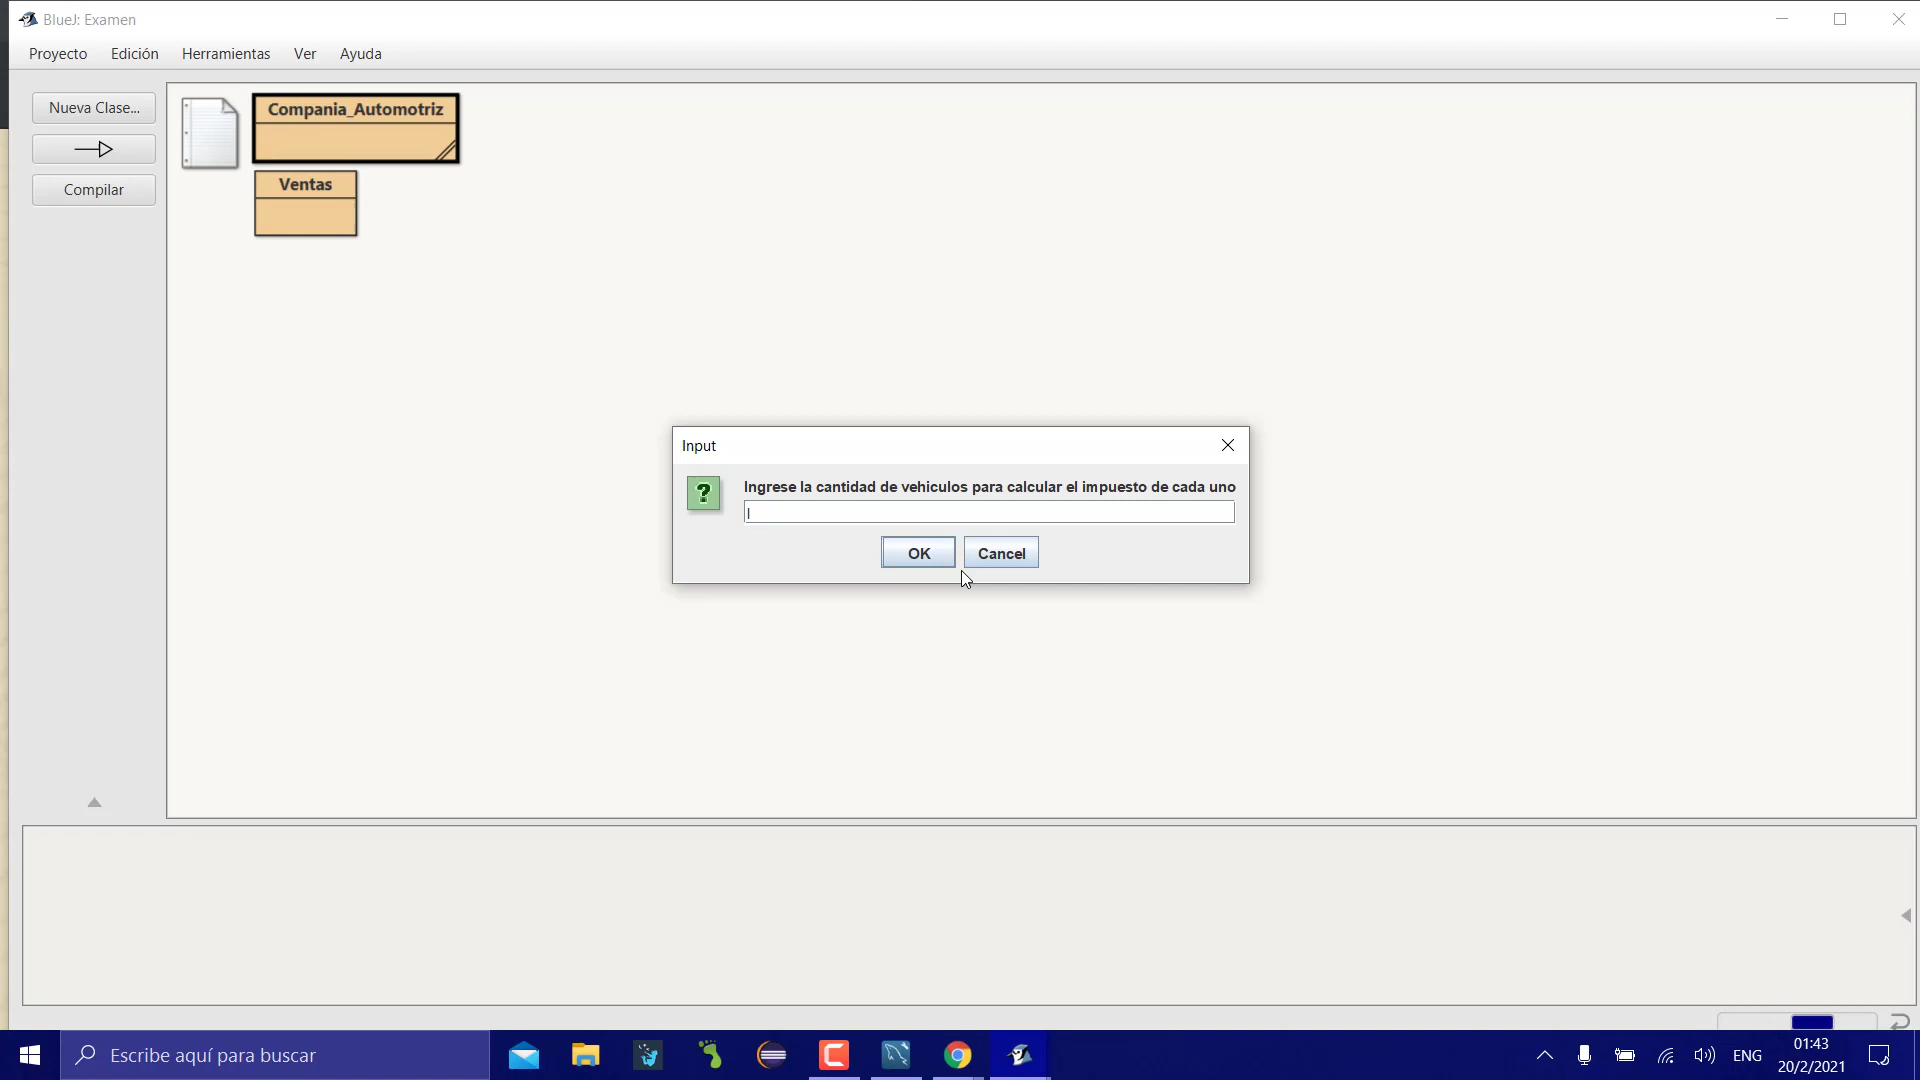 BlueJ: Examen
Proyecto Edición Herramientas Ver Ayuda
Nueva Clase...
Compilar
Compania_Automotriz
Ventas
Input
?
Ingrese la cantidad de vehiculos para calcular el impuesto de cada uno
OK Cancel
Escribe aquí para buscar
ENG
01:43
20/2/2021